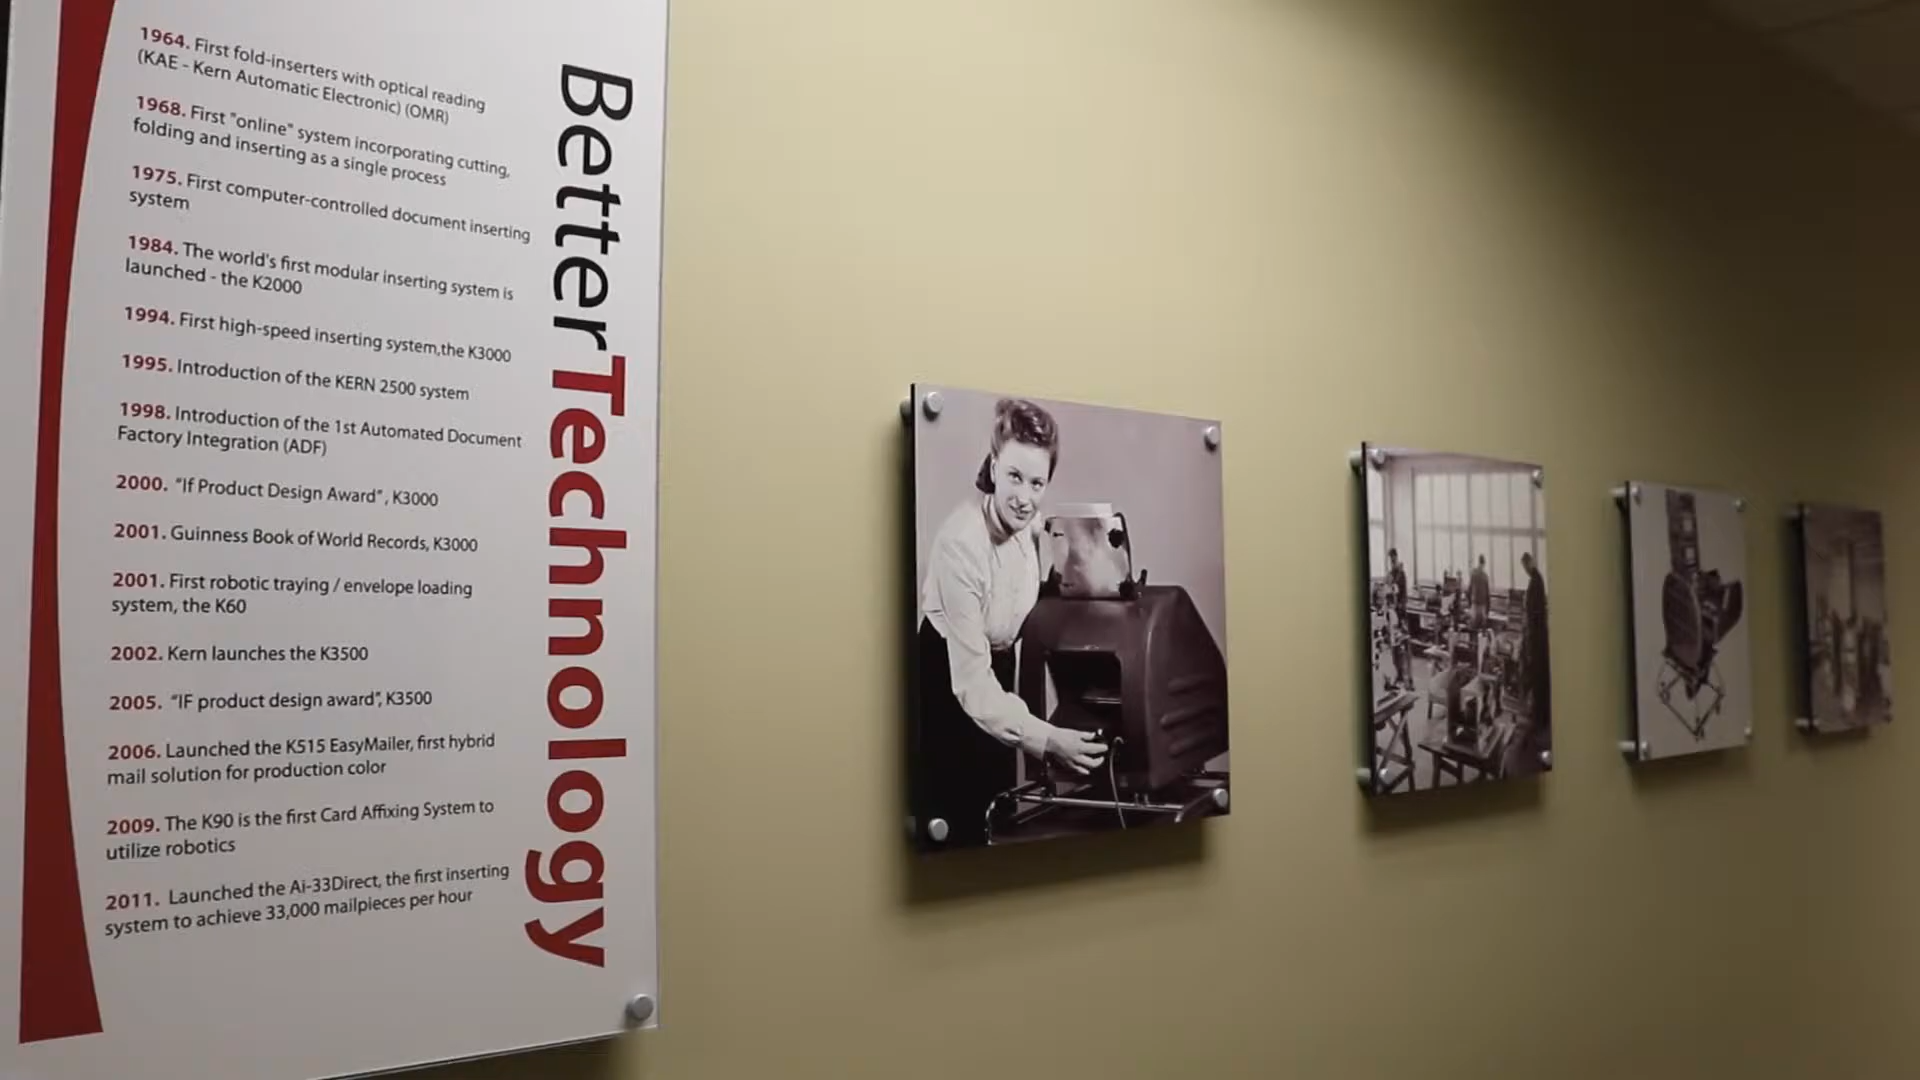 1964. First fold-inserters with optical reading
(KAE - Kern Automatic Electronic) (OMR)
1968. First "online" system incorporating cutting,
folding and inserting as a single process
1975. First computer-controlled document inserting
system
1984. The world's first modular inserting system is
launched - the K2000
1994. First high-speed inserting system,the K3000
1995. Introduction of the KERN 2500 system
1998. Introduction of the 1st Automated Document
Factory Integration (ADF)
2000. “If Product Design Award”, K3000
2001. Guinness Book of World Records, K3000
2001. First robotic traying / envelope loading
system, the K60
2002. Kern launches the K3500
2005. “IF product design award”, K3500
2006. Launched the K515 EasyMailer, first hybrid
mail solution for production color
2009. The K90 is the first Card Affixing System to
utilize robotics
2011. Launched the Ai-33Direct, the first inserting
system to achieve 33,000 mailpieces per hour
BetterTechnology